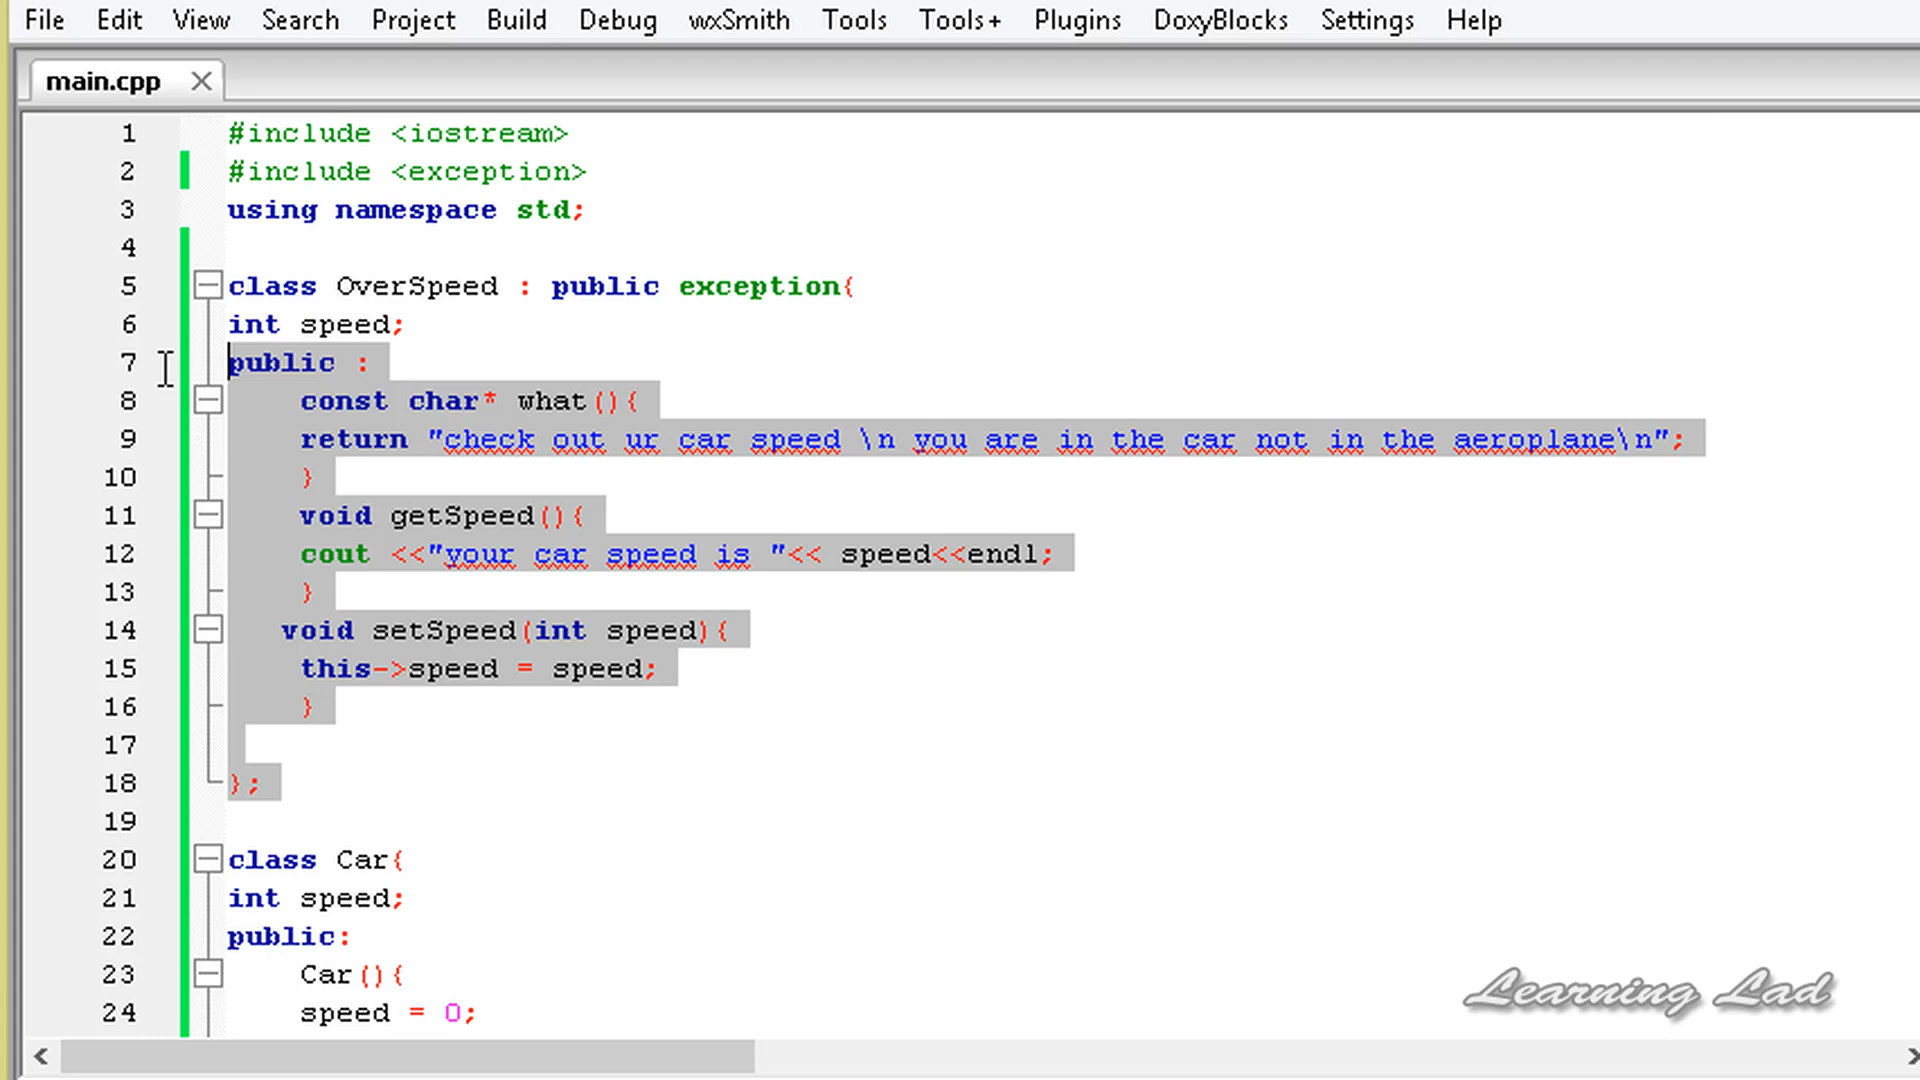 File Edit View Search Project Build Debug wxSmith Tools Tools+ Plugins DoxyBlocks Settings Help
main.cpp
1 #include <iostream>
2 #include <exception>
3 using namespace std;
4
5 class OverSpeed : public exception{
6 int speed;
7 public :
8 const char* what(){
9 return "check out ur car speed \n you are in the car not in the aeroplane\n";
10 }
11 void getSpeed(){
12 cout <<"your car speed is "<< speed<<endl;
13 }
14 void setSpeed(int speed){
15 this->speed = speed;
16 }
17
18 };
19
20 class Car{
21 int speed;
22 public:
23 Car(){
24 speed = 0;
Learning Lad